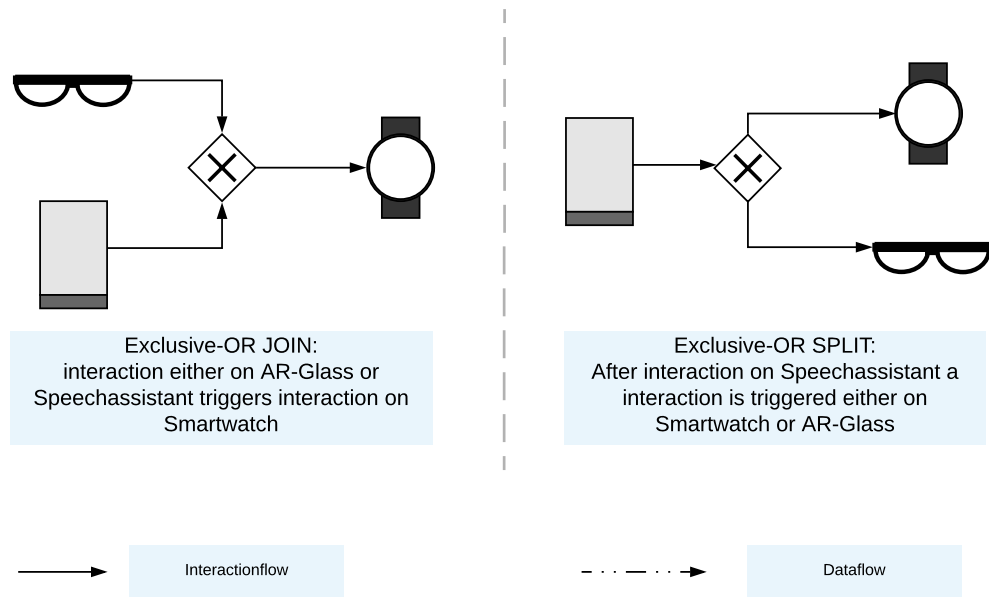 Exclusive-OR JOIN:
interaction either on AR-Glass or
Speechassistant triggers interaction on
Smartwatch
Exclusive-OR SPLIT:
After interaction on Speechassistant a
interaction is triggered either on
Smartwatch or AR-Glass
Interactionflow
Dataflow